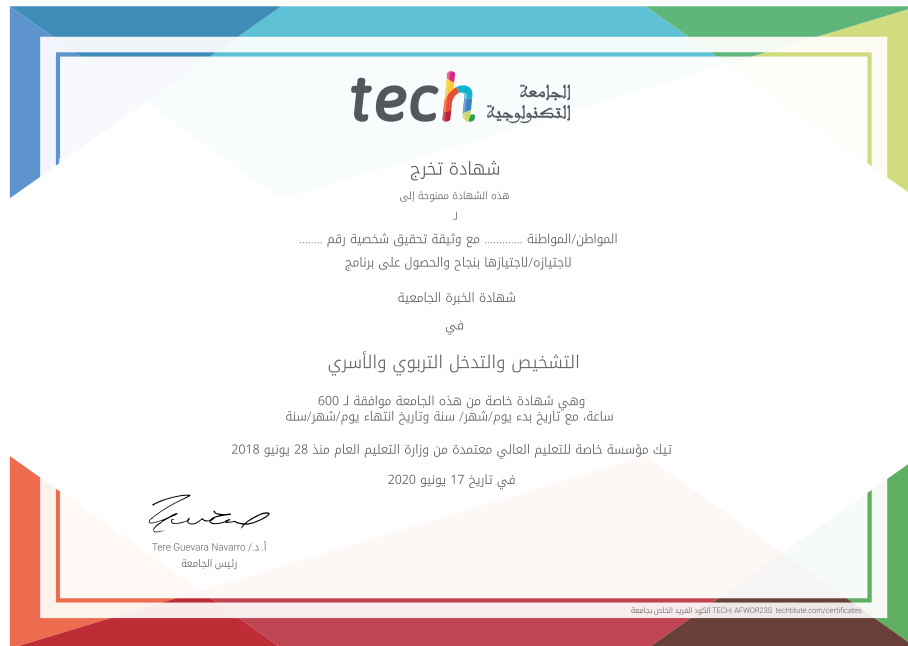 tech الجامعة
التكنولوجية
شهادة تخرج
هذه الشهادة ممنوحة إلى
لـ
المواطن/المواطنة ............. مع وثيقة تحقيق شخصية رقم ........
لاجتيازه/لاجتيازها بنجاح والحصول على برنامج
شهادة الخبرة الجامعية
في
التشخيص والتدخل التربوي والأسري
وهي شهادة خاصة من هذه الجامعة موافقة لـ 600
ساعة، مع تاريخ بدء يوم/شهر/ سنة وتاريخ انتهاء يوم/شهر/سنة
تيك مؤسسة خاصة للتعليم العالي معتمدة من وزارة التعليم العام منذ 28 يونيو 2018
في تاريخ 17 يونيو 2020
أ.د./ Tere Guevara Navarro
رئيس الجامعة
الكود الفريد الخاص بجامعة TECH: AFWOR23S techtitute.com/certificates